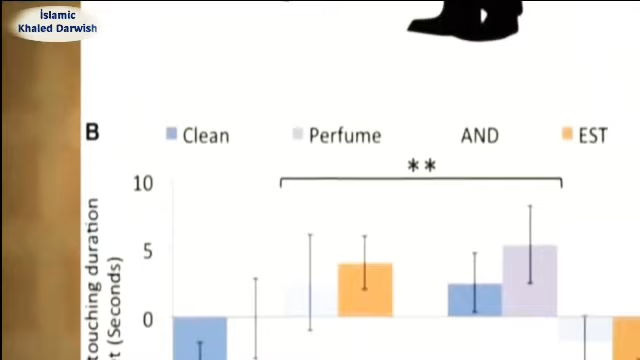 İslamic
Khaled Darwish
B
Clean
Perfume
AND
EST
**
10
5
0
touching duration
t (Seconds)